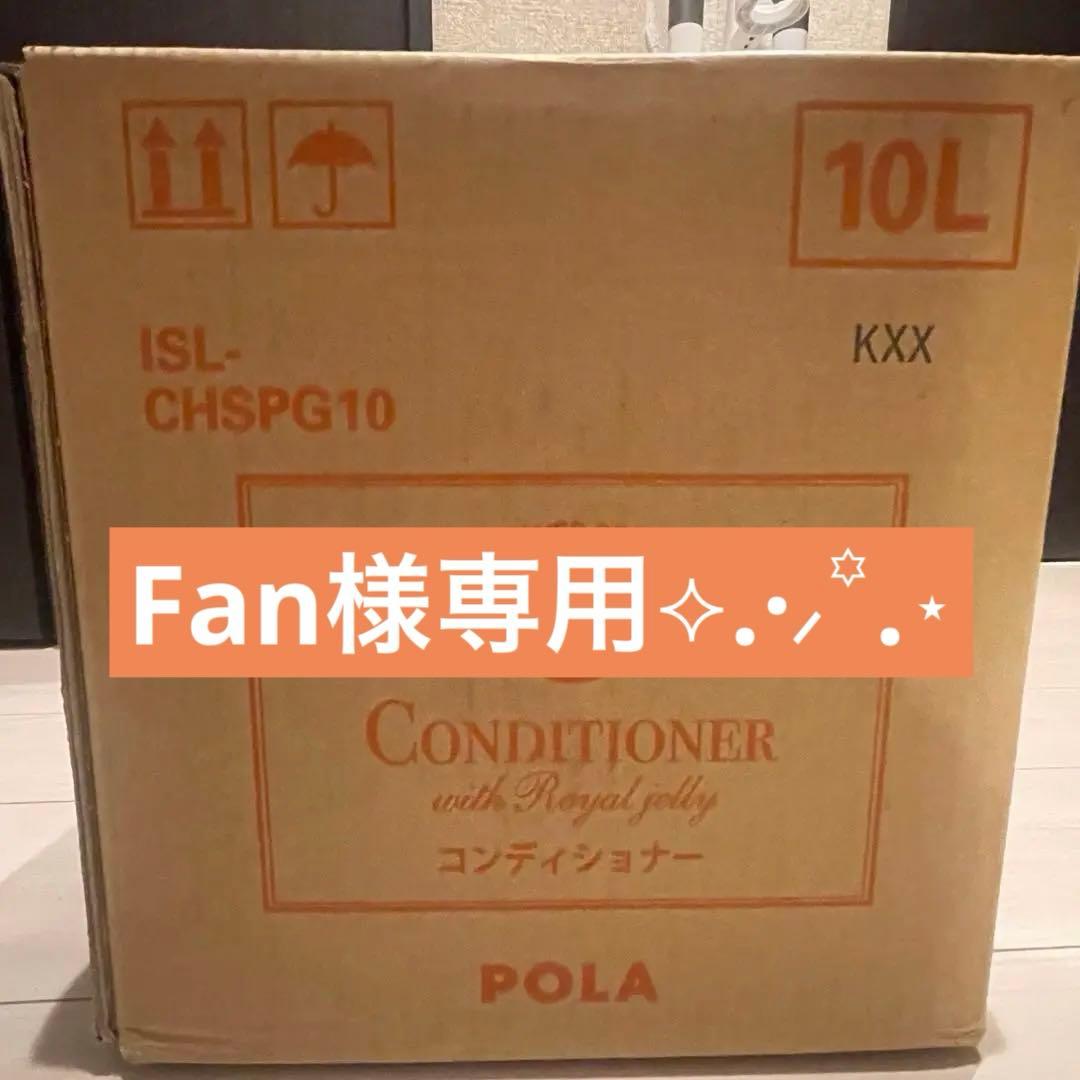 10L
KXX
ISL-
CHSPG10
Fan様専用✧.•⸝ ✡ ﾟ. ⋆
CONDITIONER
with Royal jelly
コンディショナー
POLA